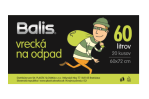 Balis
vrecká
na odpad
60
litrov
20 kusov
60x72 cm